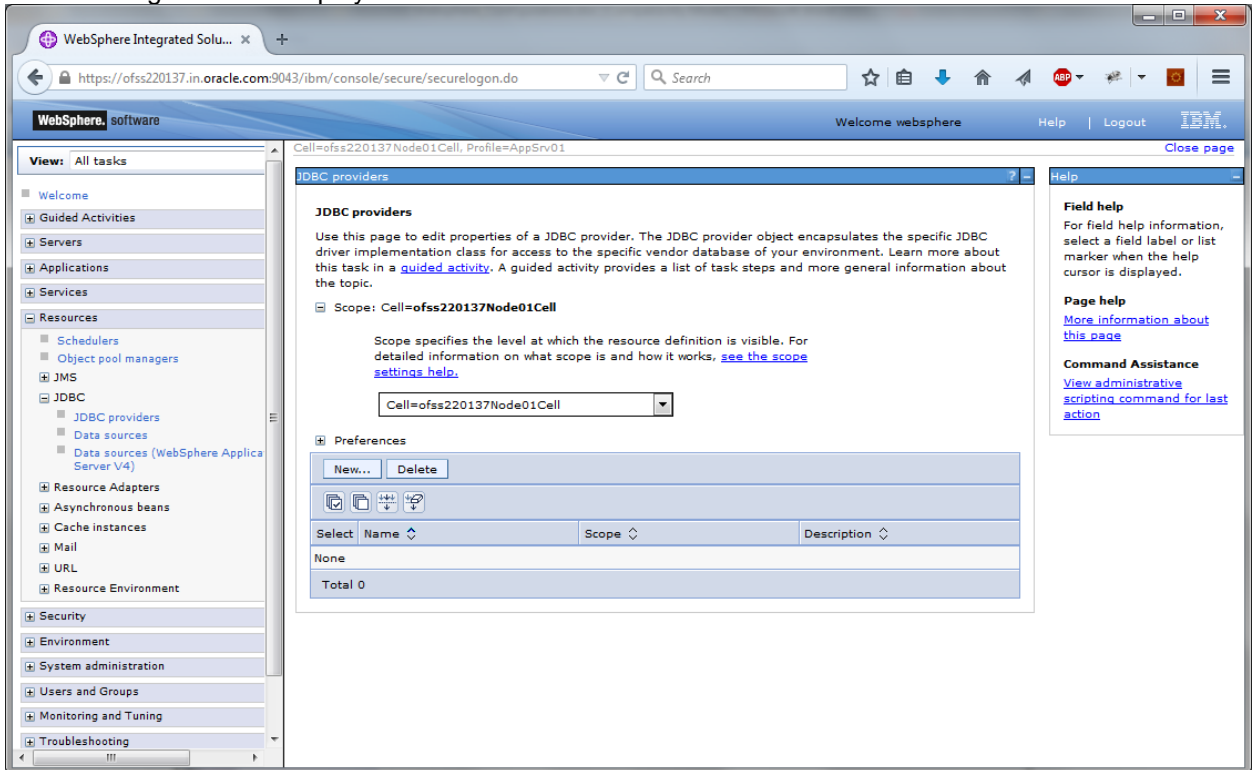 WebSphere Integrated Solu...
https://ofss220137.in.oracle.com:9043/ibm/console/secure/securelogon.do
Search
ABP
WebSphere. software
Welcome websphere
Help | Logout
IBM.
View: All tasks
Welcome
Guided Activities
Servers
Applications
Services
Resources
Schedulers
Object pool managers
JMS
JDBC
JDBC providers
Data sources
Data sources (WebSphere Applica
Server V4)
Resource Adapters
Asynchronous beans
Cache instances
Mail
URL
Resource Environment
Security
Environment
System administration
Users and Groups
Monitoring and Tuning
Troubleshooting
Cell=ofss220137Node01Cell, Profile=AppSrv01
Close page
JDBC providers
JDBC providers
Use this page to edit properties of a JDBC provider. The JDBC provider object encapsulates the specific JDBC
driver implementation class for access to the specific vendor database of your environment. Learn more about
this task in a guided activity. A guided activity provides a list of task steps and more general information about
the topic.
Scope: Cell=ofss220137Node01Cell
Scope specifies the level at which the resource definition is visible. For
detailed information on what scope is and how it works, see the scope
settings help.
Cell=ofss220137Node01Cell
Preferences
New... Delete
Select Name Scope Description
None
Total 0
Help
Field help
For field help information,
select a field label or list
marker when the help
cursor is displayed.
Page help
More information about
this page
Command Assistance
View administrative
scripting command for last
action